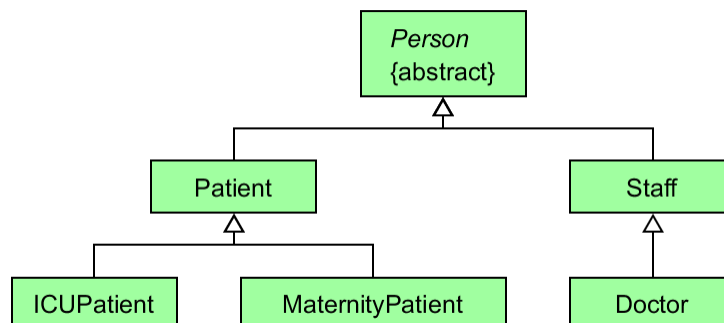 Person
{abstract}
Patient
Staff
ICUPatient
MaternityPatient
Doctor